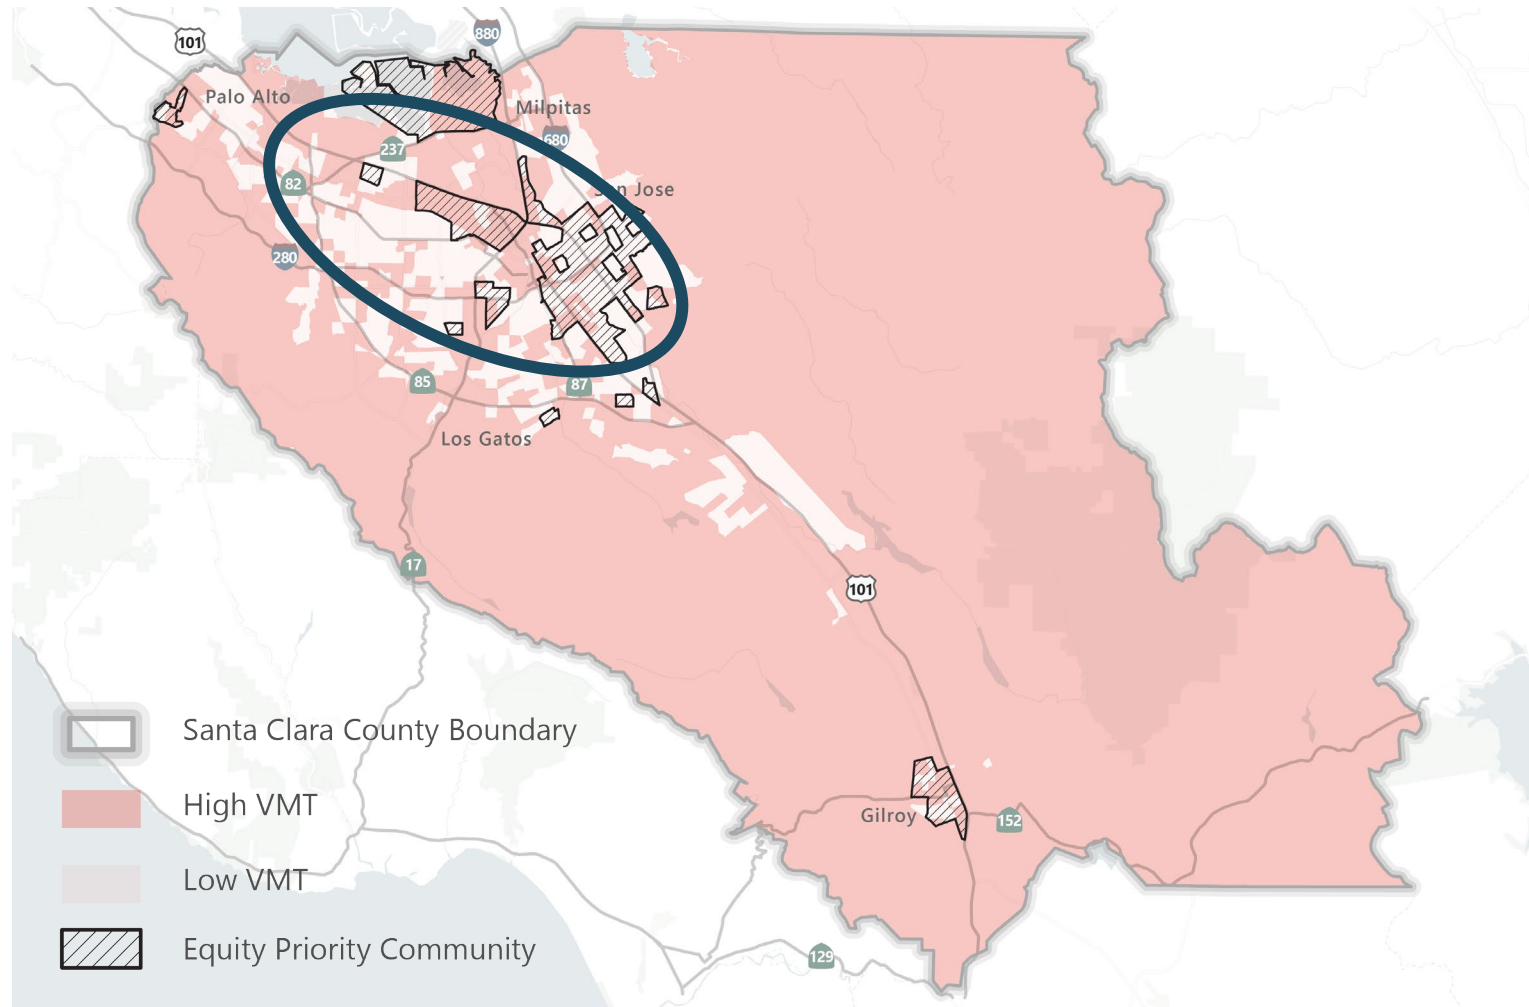 880
101
Palo Alto
Milpitas
680
237
82
San Jose
280
85
87
Los Gatos
17
101
Santa Clara County Boundary
High VMT
Gilroy
152
Low VMT
Equity Priority Community
129